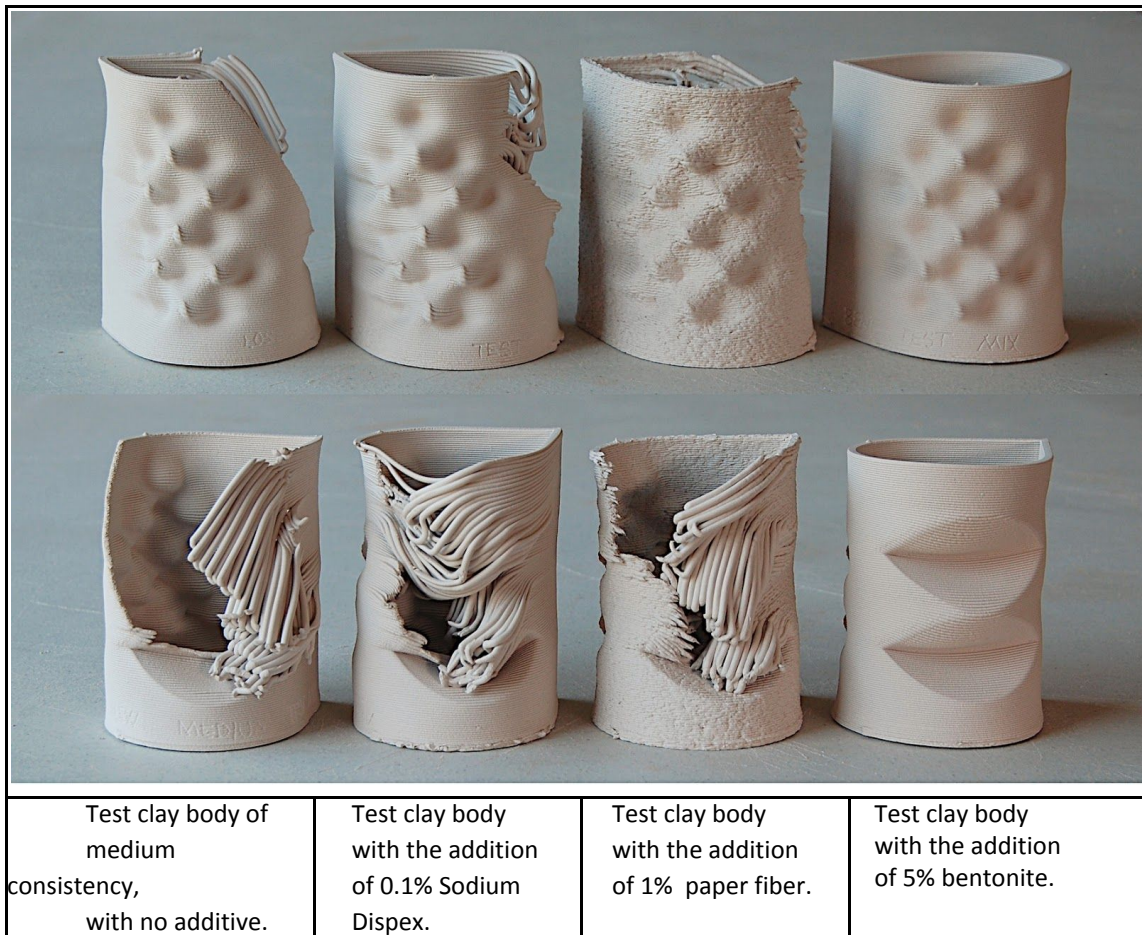 TEST
EST MIX
Test clay body of
medium
consistency,
with no additive.
Test clay body
with the addition
of 0.1% Sodium
Dispex.
Test clay body
with the addition
of 1% paper fiber.
Test clay body
with the addition
of 5% bentonite.